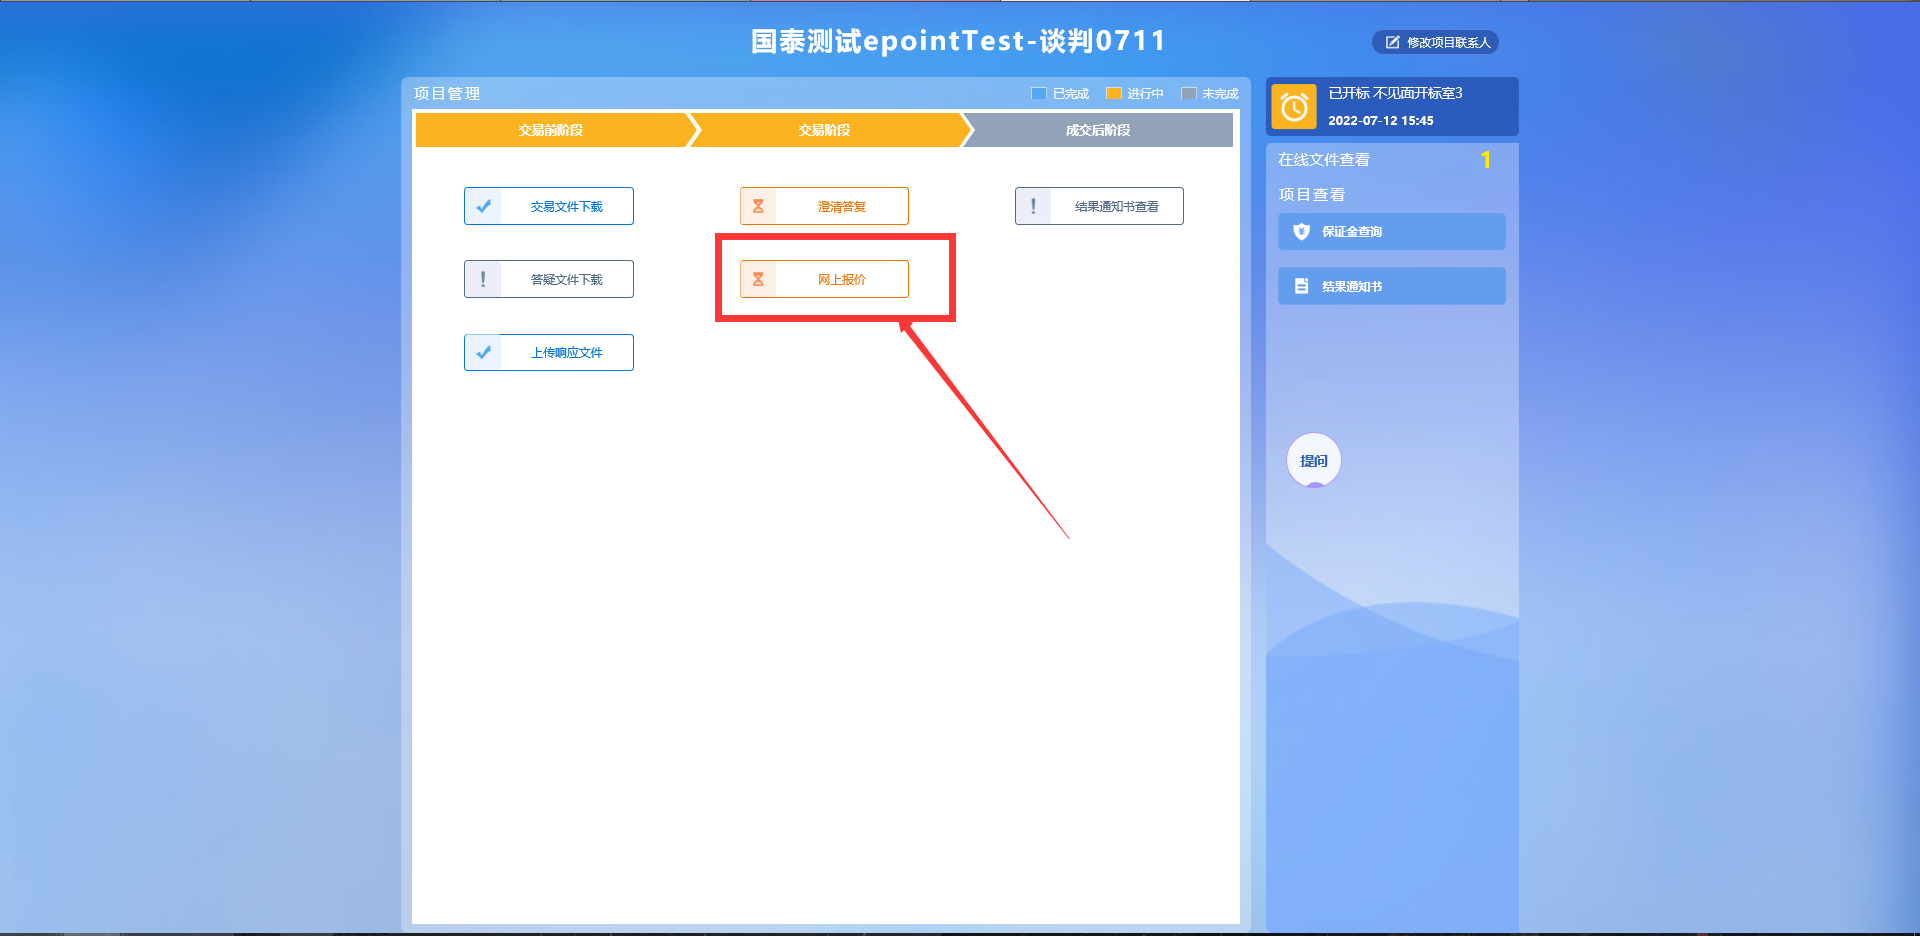 国泰测试epointTest-谈判0711
修改项目联系人
项目管理
已完成
进行中
未完成
交易前阶段
交易阶段
成交后阶段
交易文件下载
澄清答复
结果通知书查看
答疑文件下载
网上报价
上传响应文件
已开标 不见面开标室3
2022-07-12 15:45
在线文件查看
1
项目查看
保证金查询
结果通知书
提问